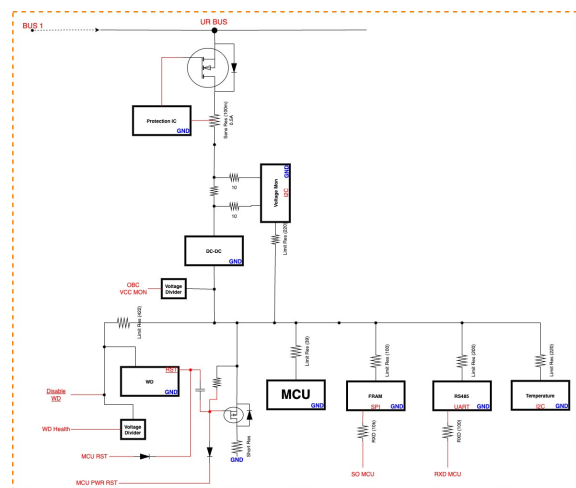 BUS 1
UR BUS
Protection IC
GND
Sens Res (100m)
0.5A
10
10
Voltage Mon
GND
I2C
Limit Res (220)
DC-DC
GND
OBC
VCC MON
Voltage
Divider
Limit Res (422)
WD
RST
GND
Disable
WD
WD Health
Voltage
Divider
MCU RST
MCU PWR RST
Short Res
GND
Limit Res (39)
MCU
GND
Limit Res (100)
FRAM
GND
SPI
RXD (10k)
SO MCU
Limit Res (200)
RS485
GND
UART
RXD (100)
RXD MCU
Limit Res (220)
Temperature
I2C
GND